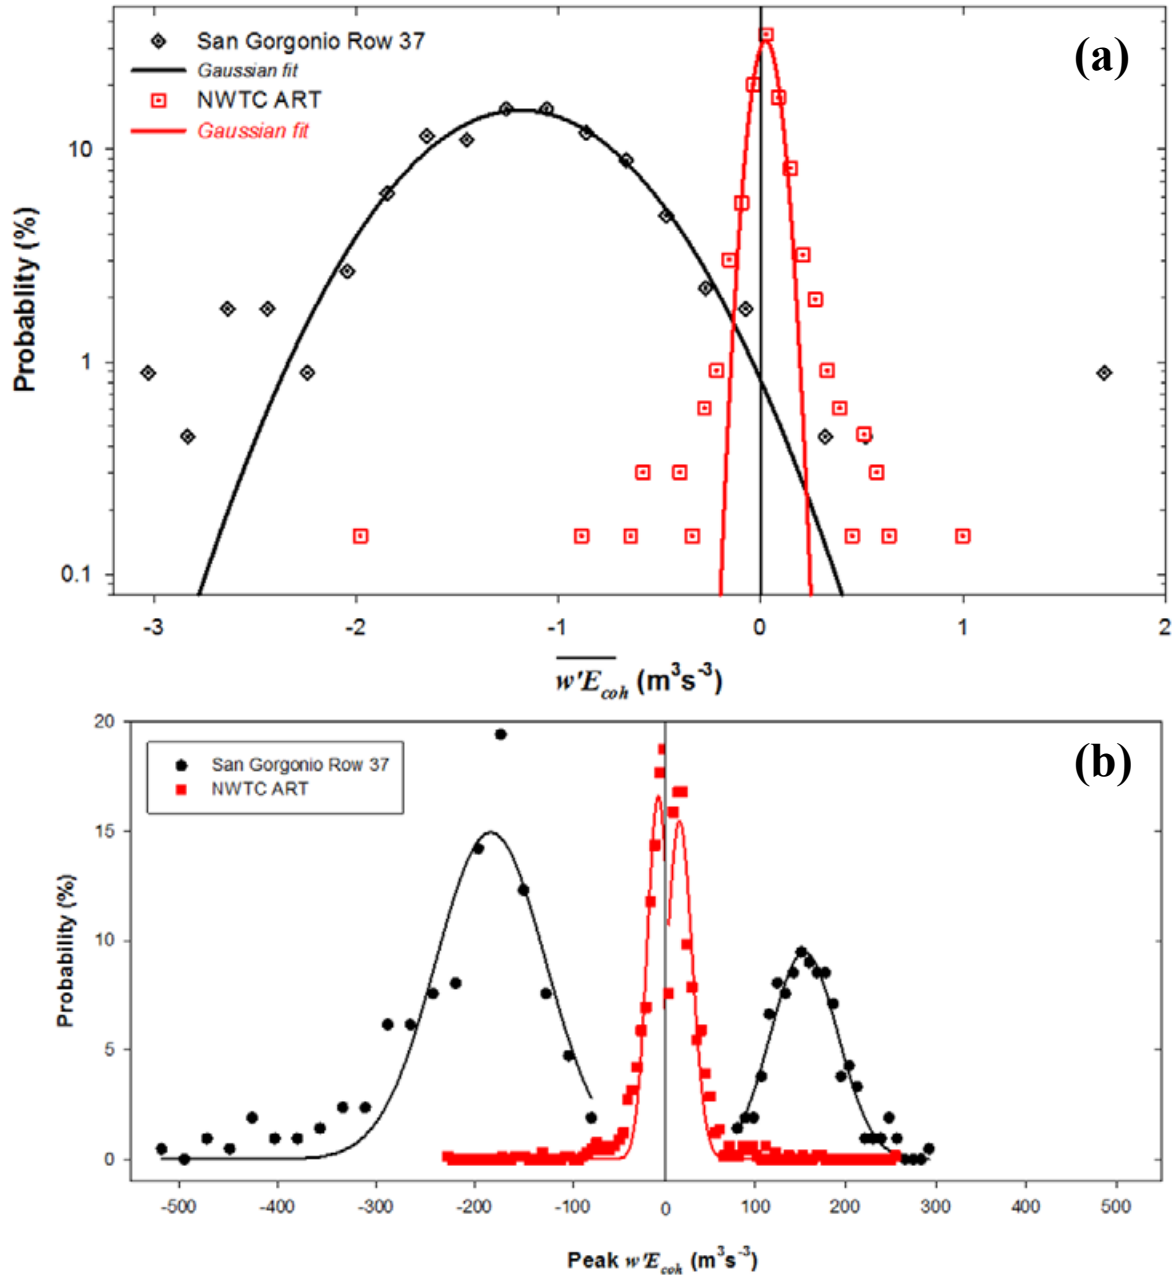 (a)
San Gorgonio Row 37
Gaussian fit
NWTC ART
Gaussian fit
Probablity (%)
10
1
0.1
-3 -2 -1 0 1 2
w'E_coh (m³s⁻³)
(b)
San Gorgonio Row 37
NWTC ART
Probability (%)
20
15
10
5
0
-500 -400 -300 -200 -100 0 100 200 300 400 500
Peak w'E_coh (m³s⁻³)